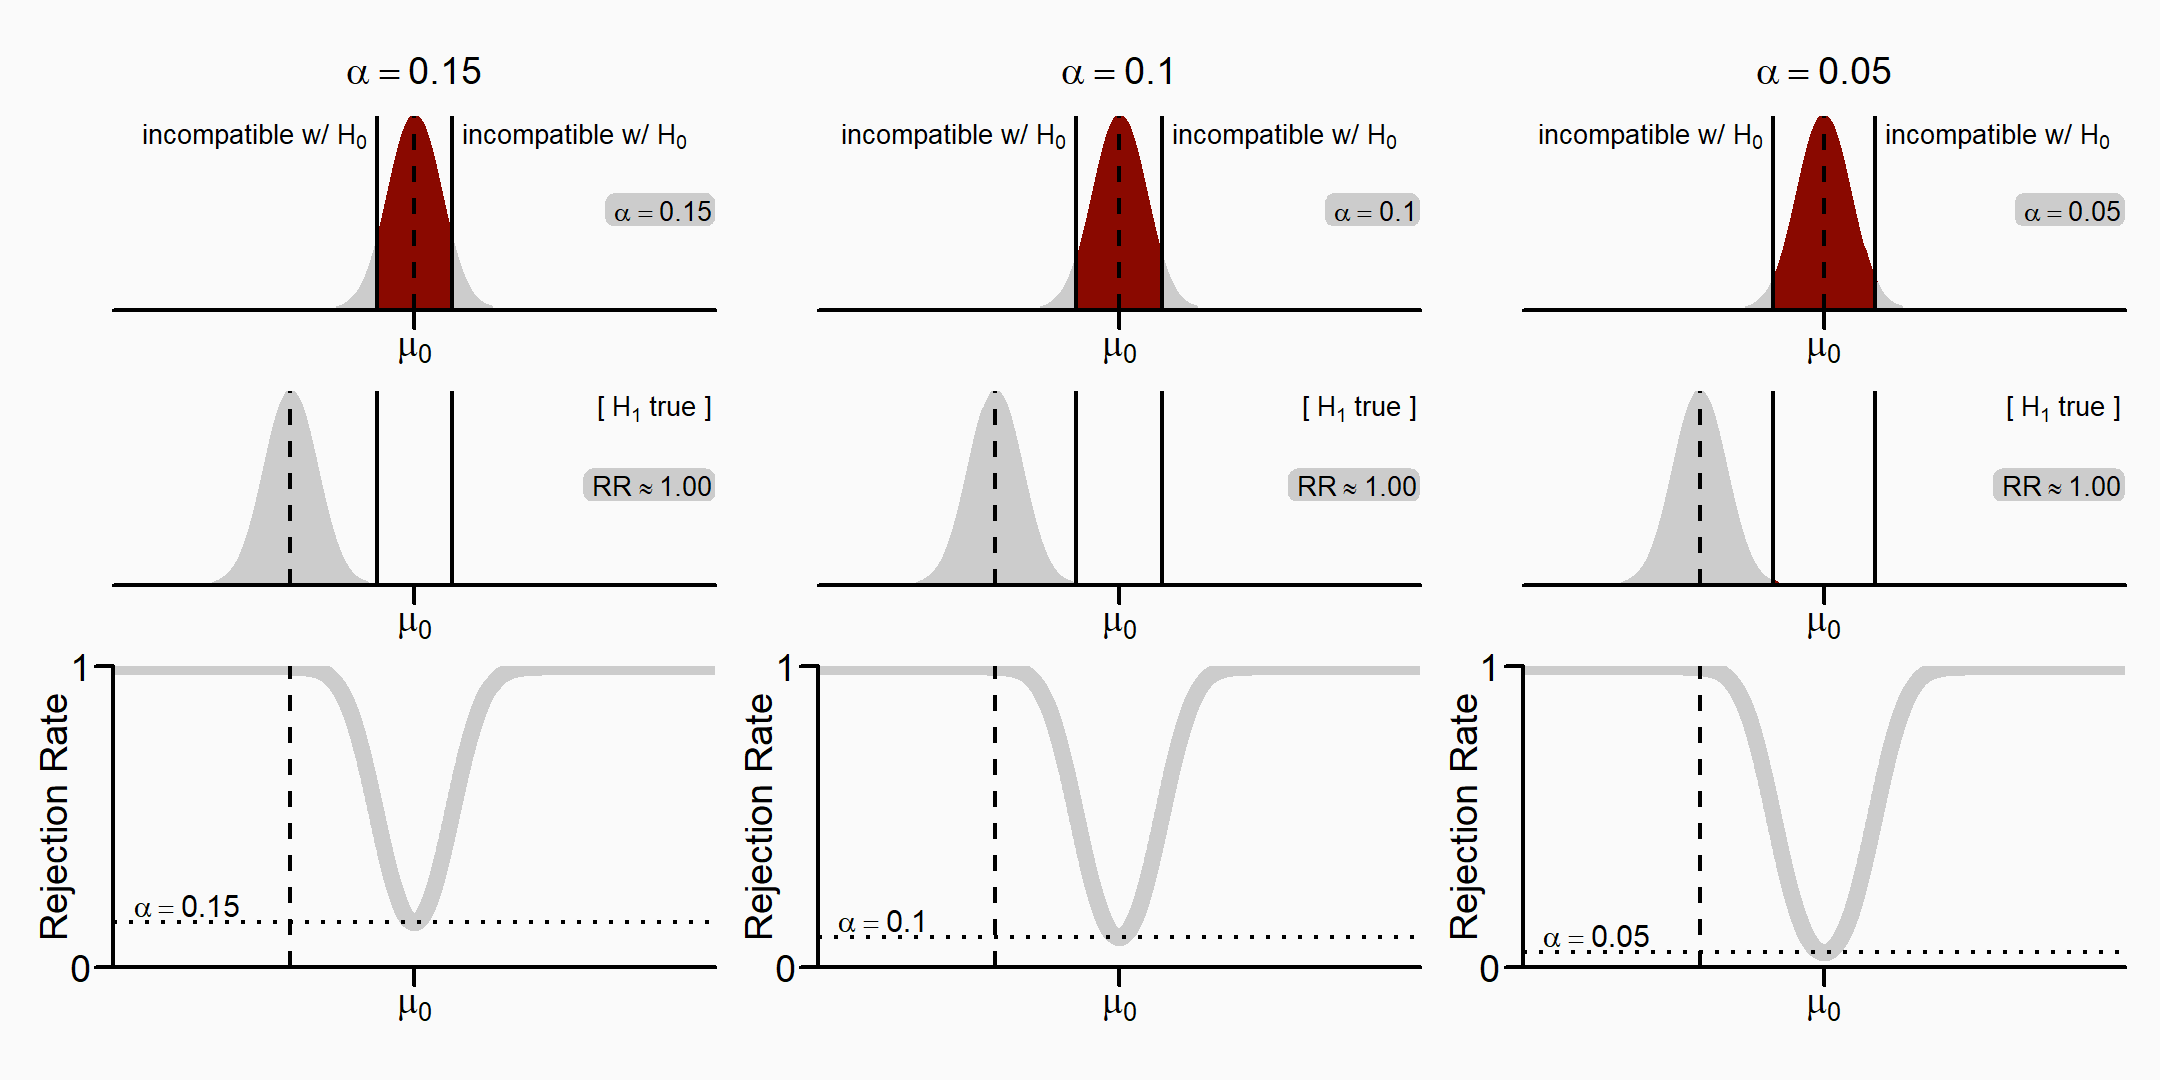 α = 0.15
incompatible w/ H₀
incompatible w/ H₀
α = 0.15
μ₀
[ H₁ true ]
RR ≈ 1.00
μ₀
Rejection Rate
1
α = 0.15
0
μ₀
α = 0.1
incompatible w/ H₀
incompatible w/ H₀
α = 0.1
μ₀
[ H₁ true ]
RR ≈ 1.00
μ₀
Rejection Rate
1
α = 0.1
0
μ₀
α = 0.05
incompatible w/ H₀
incompatible w/ H₀
α = 0.05
μ₀
[ H₁ true ]
RR ≈ 1.00
μ₀
Rejection Rate
1
α = 0.05
0
μ₀